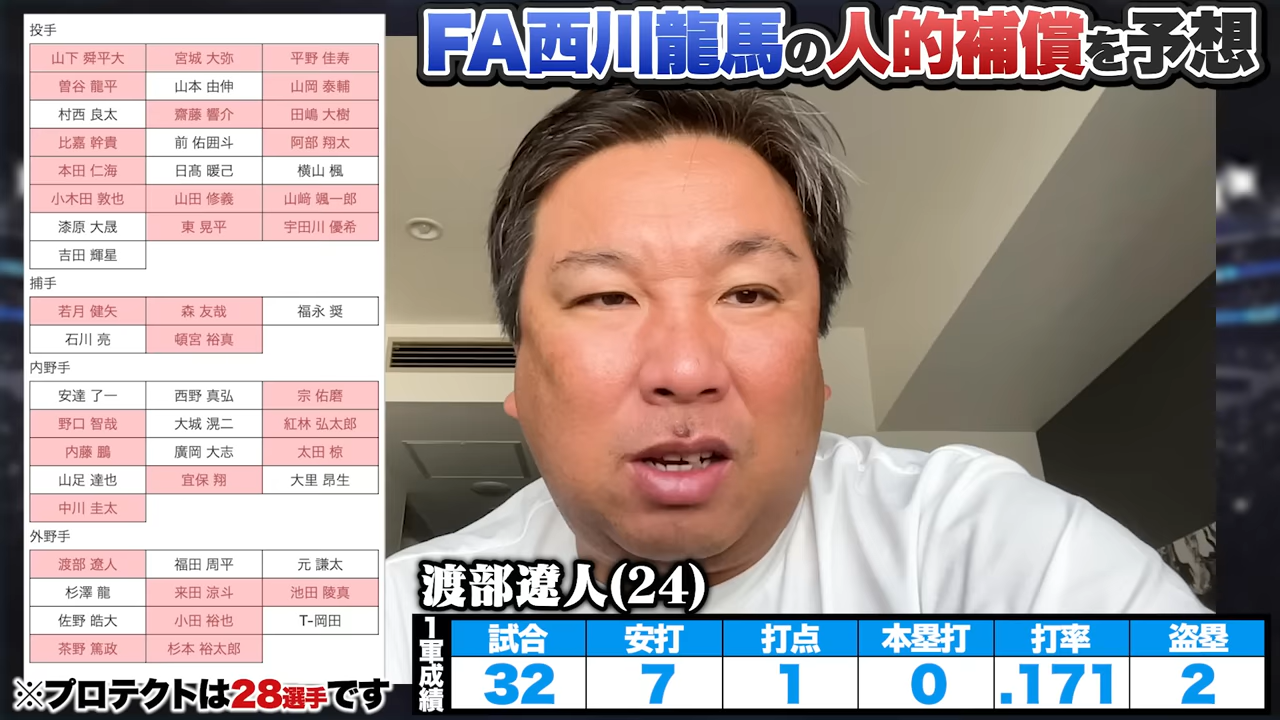 FA西川龍馬の人的補償を予想
投手
山下 舜平大 宮城 大弥 平野 佳寿
曽谷 龍平 山本 由伸 山岡 泰輔
村西 良太 齋藤 響介 田嶋 大樹
比嘉 幹貴 前 佑囲斗 阿部 翔太
本田 仁海 日髙 暖己 横山 楓
小木田 敦也 山田 修義 山﨑 颯一郎
漆原 大晟 東 晃平 宇田川 優希
吉田 輝星
捕手
若月 健矢 森 友哉 福永 奨
石川 亮 頓宮 裕真
内野手
安達 了一 西野 真弘 宗 佑磨
野口 智哉 大城 滉二 紅林 弘太郎
内藤 鵬 廣岡 大志 太田 椋
山足 達也 宜保 翔 大里 昂生
中川 圭太
外野手
渡部 遼人 福田 周平 元 謙太
杉澤 龍 来田 涼斗 池田 陵真
佐野 皓大 小田 裕也 T-岡田
茶野 篤政 杉本 裕太郎
※プロテクトは28選手です
渡部遼人(24)
1軍成績
試合 安打 打点 本塁打 打率 盗塁
32 7 1 0 .171 2